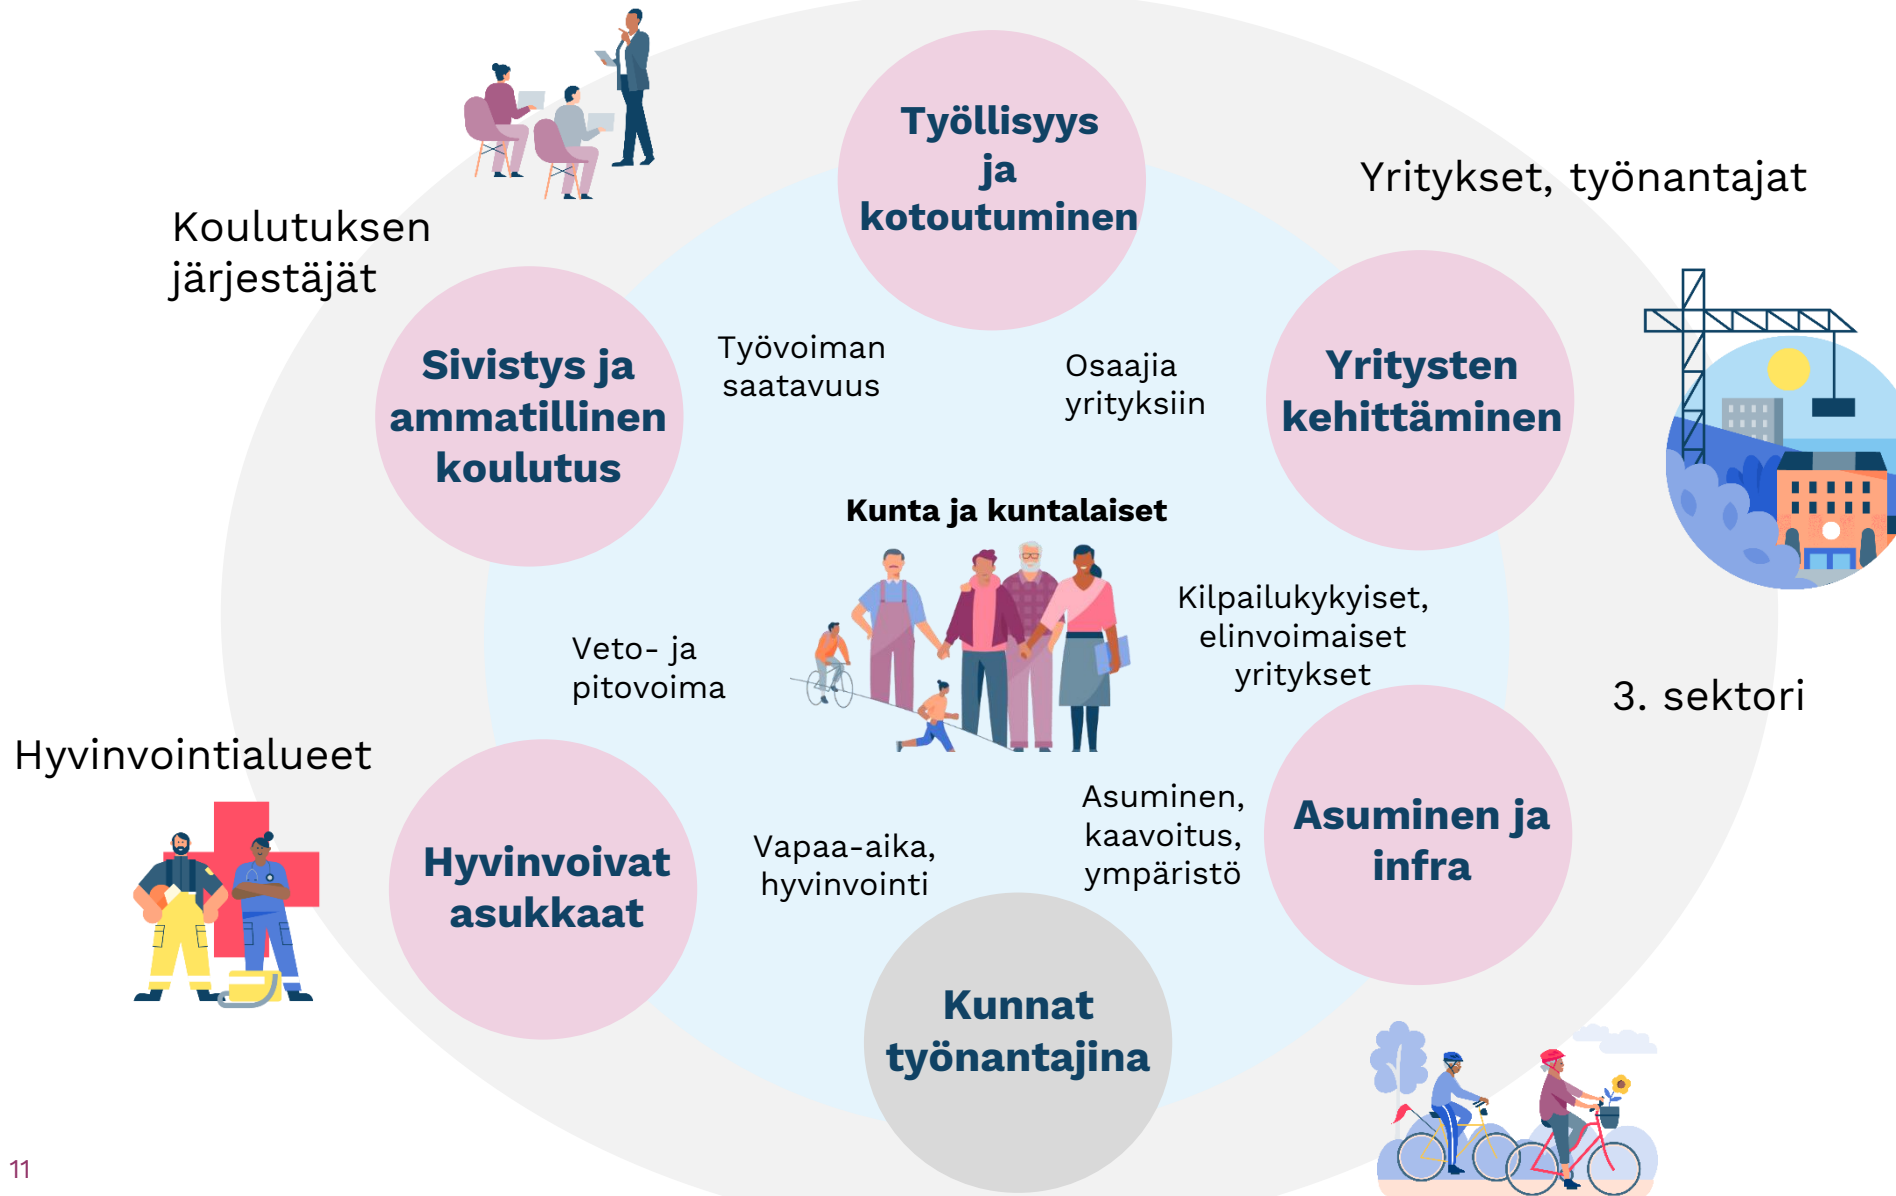 Työllisyys
ja
kotoutuminen
Yritykset, työnantajat
Koulutuksen
järjestäjät
Sivistys ja
ammatillinen
koulutus
Työvoiman
saatavuus
Osaajia
yrityksiin
Yritysten
kehittäminen
Kunta ja kuntalaiset
Veto- ja
pitovoima
Kilpailukykyiset,
elinvoimaiset
yritykset
3. sektori
Hyvinvointialueet
Hyvinvoivat
asukkaat
Vapaa-aika,
hyvinvointi
Asuminen,
kaavoitus,
ympäristö
Asuminen ja
infra
Kunnat
työnantajina
11